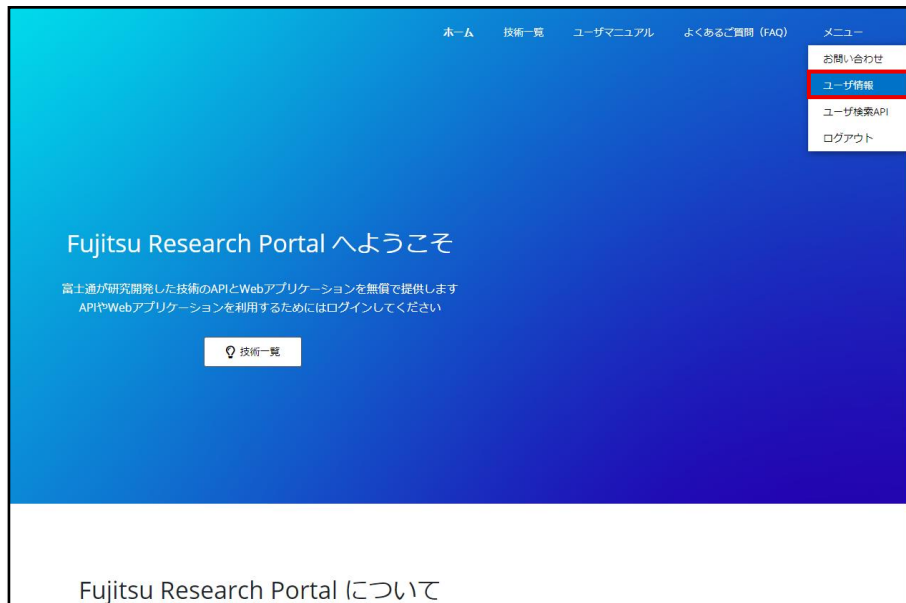 ホーム 技術一覧 ユーザマニュアル よくあるご質問（FAQ） メニュー
お問い合わせ
ユーザ情報
ユーザ検索API
ログアウト
Fujitsu Research Portal へようこそ
富士通が研究開発した技術のAPIとWebアプリケーションを無償で提供します
APIやWebアプリケーションを利用するためにはログインしてください
技術一覧
Fujitsu Research Portal について